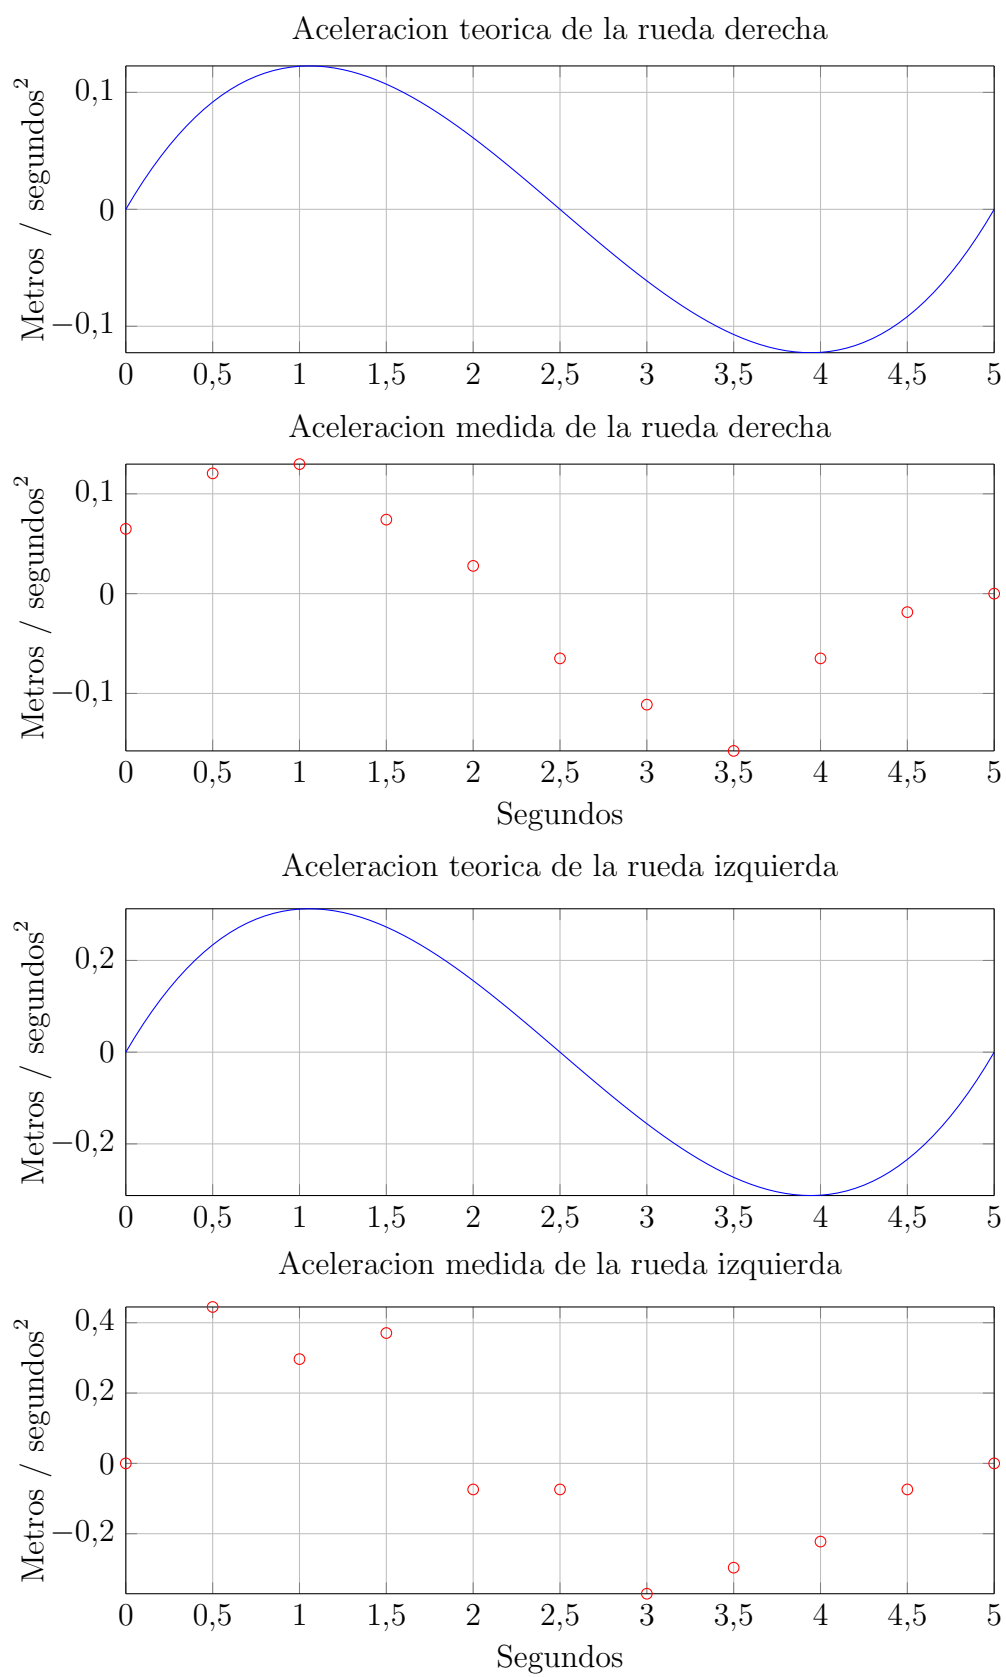 Aceleracion teorica de la rueda derecha
Metros / segundos²
0,1
0
−0,1
0 0,5 1 1,5 2 2,5 3 3,5 4 4,5 5
Aceleracion medida de la rueda derecha
Metros / segundos²
0,1
0
−0,1
0 0,5 1 1,5 2 2,5 3 3,5 4 4,5 5
Segundos
Aceleracion teorica de la rueda izquierda
Metros / segundos²
0,2
0
−0,2
0 0,5 1 1,5 2 2,5 3 3,5 4 4,5 5
Aceleracion medida de la rueda izquierda
Metros / segundos²
0,4
0,2
0
−0,2
0 0,5 1 1,5 2 2,5 3 3,5 4 4,5 5
Segundos